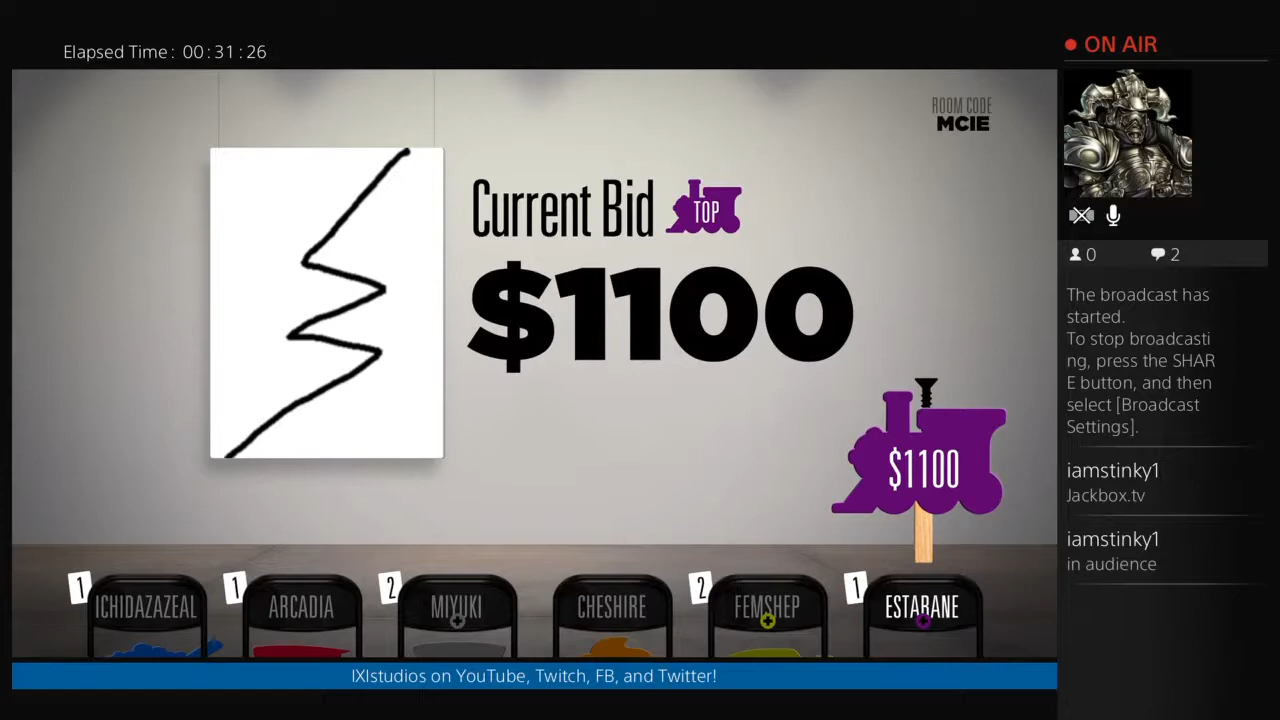 Elapsed Time: 00:31:26
ON AIR
ROOM CODE
MCIE
Current Bid TOP
$1100
$1100
0 2
The broadcast has
started.
To stop broadcasti
ng, press the SHAR
E button, and then
select [Broadcast
Settings].
iamstinky1
Jackbox.tv
iamstinky1
in audience
1 ICHIDAZAZEAL 1 ARCADIA 2 MIYUKI CHESHIRE 2 FEMSHEP 1 ESTARANE
IXIstudios on YouTube, Twitch, FB, and Twitter!